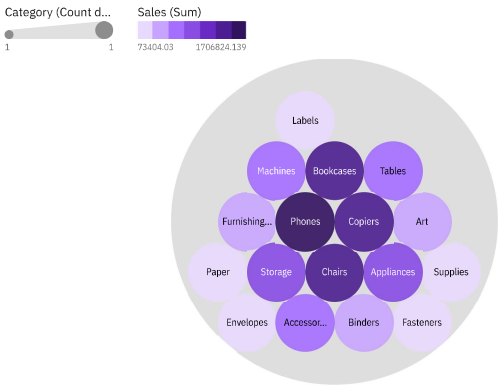 Category (Count d... Sales (Sum)
1 1 73404.03 1706824.139
Labels
Machines Bookcases Tables
Furnishing... Phones Copiers Art
Paper Storage Chairs Appliances Supplies
Envelopes Accessor... Binders Fasteners